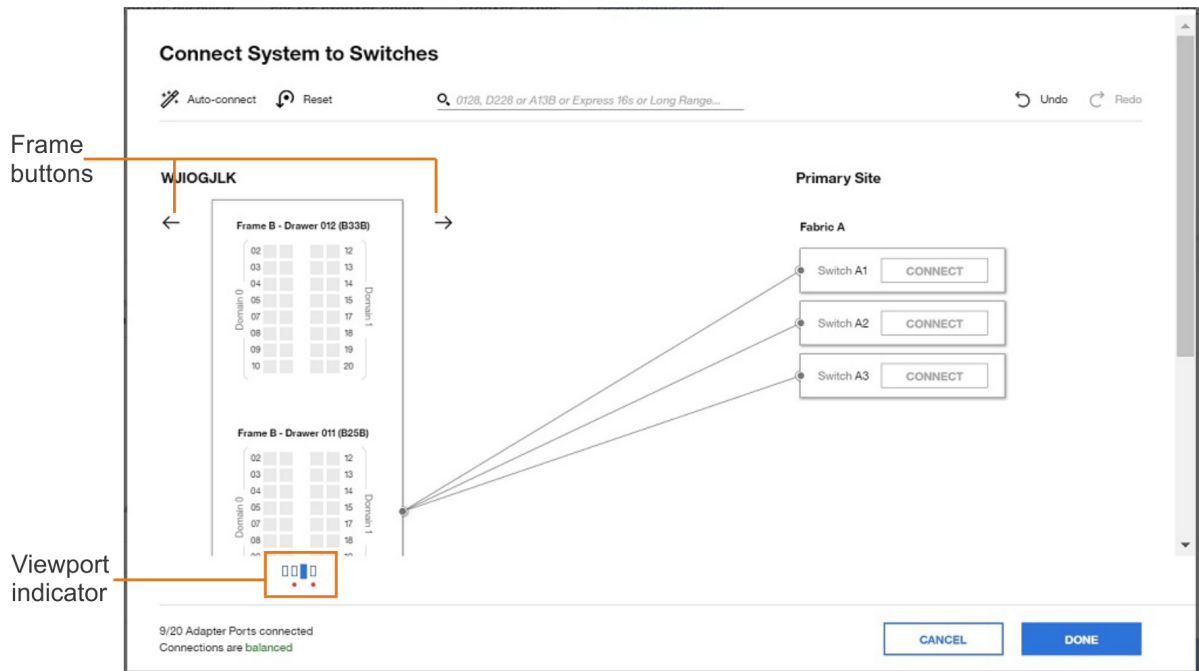 Connect System to Switches
Auto-connect Reset 0128, D228 or A13B or Express 16s or Long Range... Undo Redo
Frame
buttons
WJIOGJLK Primary Site
Frame B - Drawer 012 (B33B)
Fabric A
02 12
03 13
04 14
05 15
07 17
08 18
09 19
10 20
Domain 0
Domain 1
Switch A1 CONNECT
Switch A2 CONNECT
Switch A3 CONNECT
Frame B - Drawer 011 (B25B)
02 12
03 13
04 14
05 15
07 17
08 18
Domain 0
Domain 1
Viewport
indicator
9/20 Adapter Ports connected
Connections are balanced
CANCEL DONE